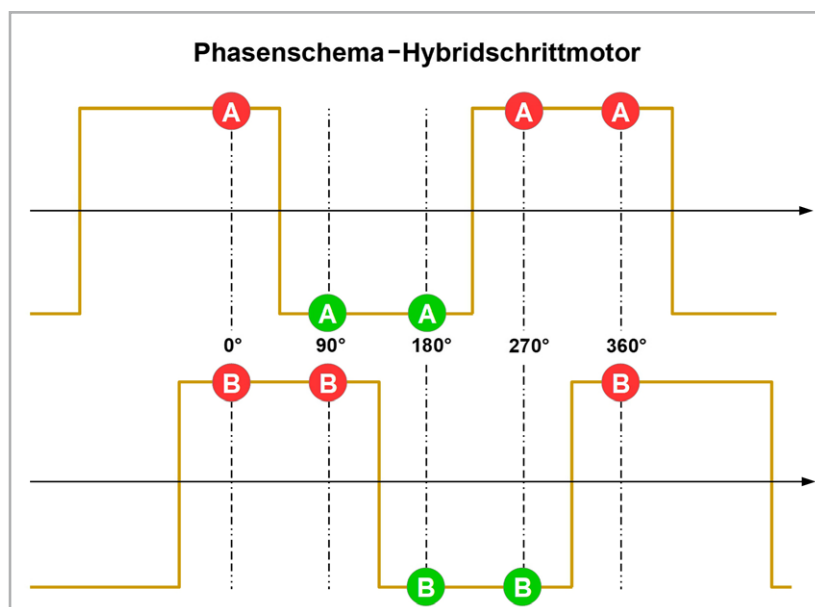 Phasenschema-Hybridschrittmotor
A A A
A A
0° 90° 180° 270° 360°
B B B
B B